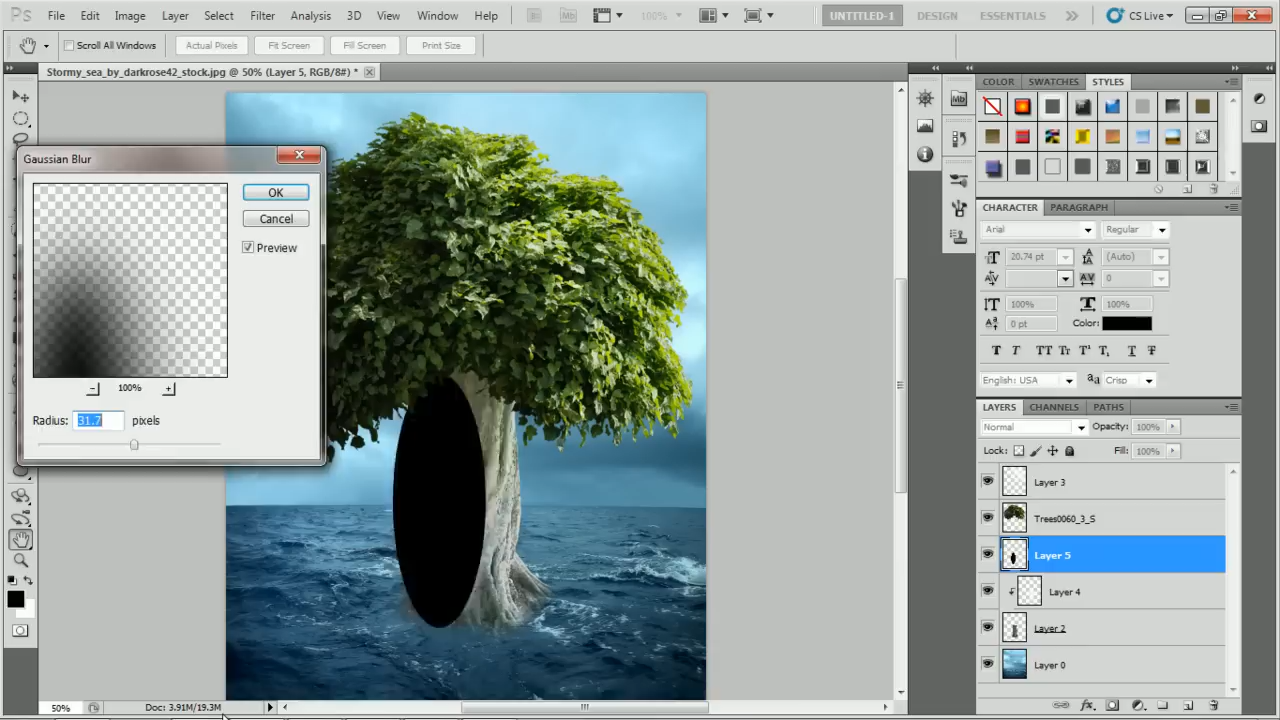 Ps File Edit Image Layer Select Filter Analysis 3D View Window Help Mb 100% UNTITLED-1 DESIGN ESSENTIALS CS Live
Scroll All Windows Actual Pixels Fit Screen Fill Screen Print Size
Stormy_sea_by_darkrose42_stock.jpg @ 50% (Layer 5, RGB/8#) *
COLOR SWATCHES STYLES
Mb
Gaussian Blur
OK
Cancel
Preview
100%
Radius: 31.7 pixels
CHARACTER PARAGRAPH
Arial Regular
20.74 pt (Auto)
0
100% 100%
0 pt Color:
T T TT Tr T¹ T₁ T T
English: USA aa Crisp
LAYERS CHANNELS PATHS
Normal Opacity: 100%
Lock: Fill: 100%
Layer 3
Trees0060_3_S
Layer 5
Layer 4
Layer 2
Layer 0
50% Doc: 3.91M/19.3M
fx